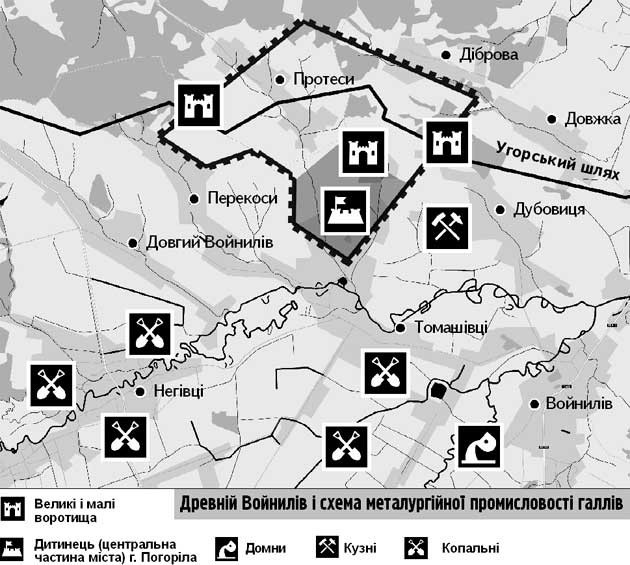 Діброва
Протеси
Довжка
Угорський шлях
Перекоси
Дубовиця
Довгий Войнилів
Томашівці
Негівці
Войнилів
Великі і малі
воротища
Древній Войнилів і схема металургійної промисловості галлів
Дитинець (центральна
частина міста) г. Погоріла
Домни
Кузні
Копальні